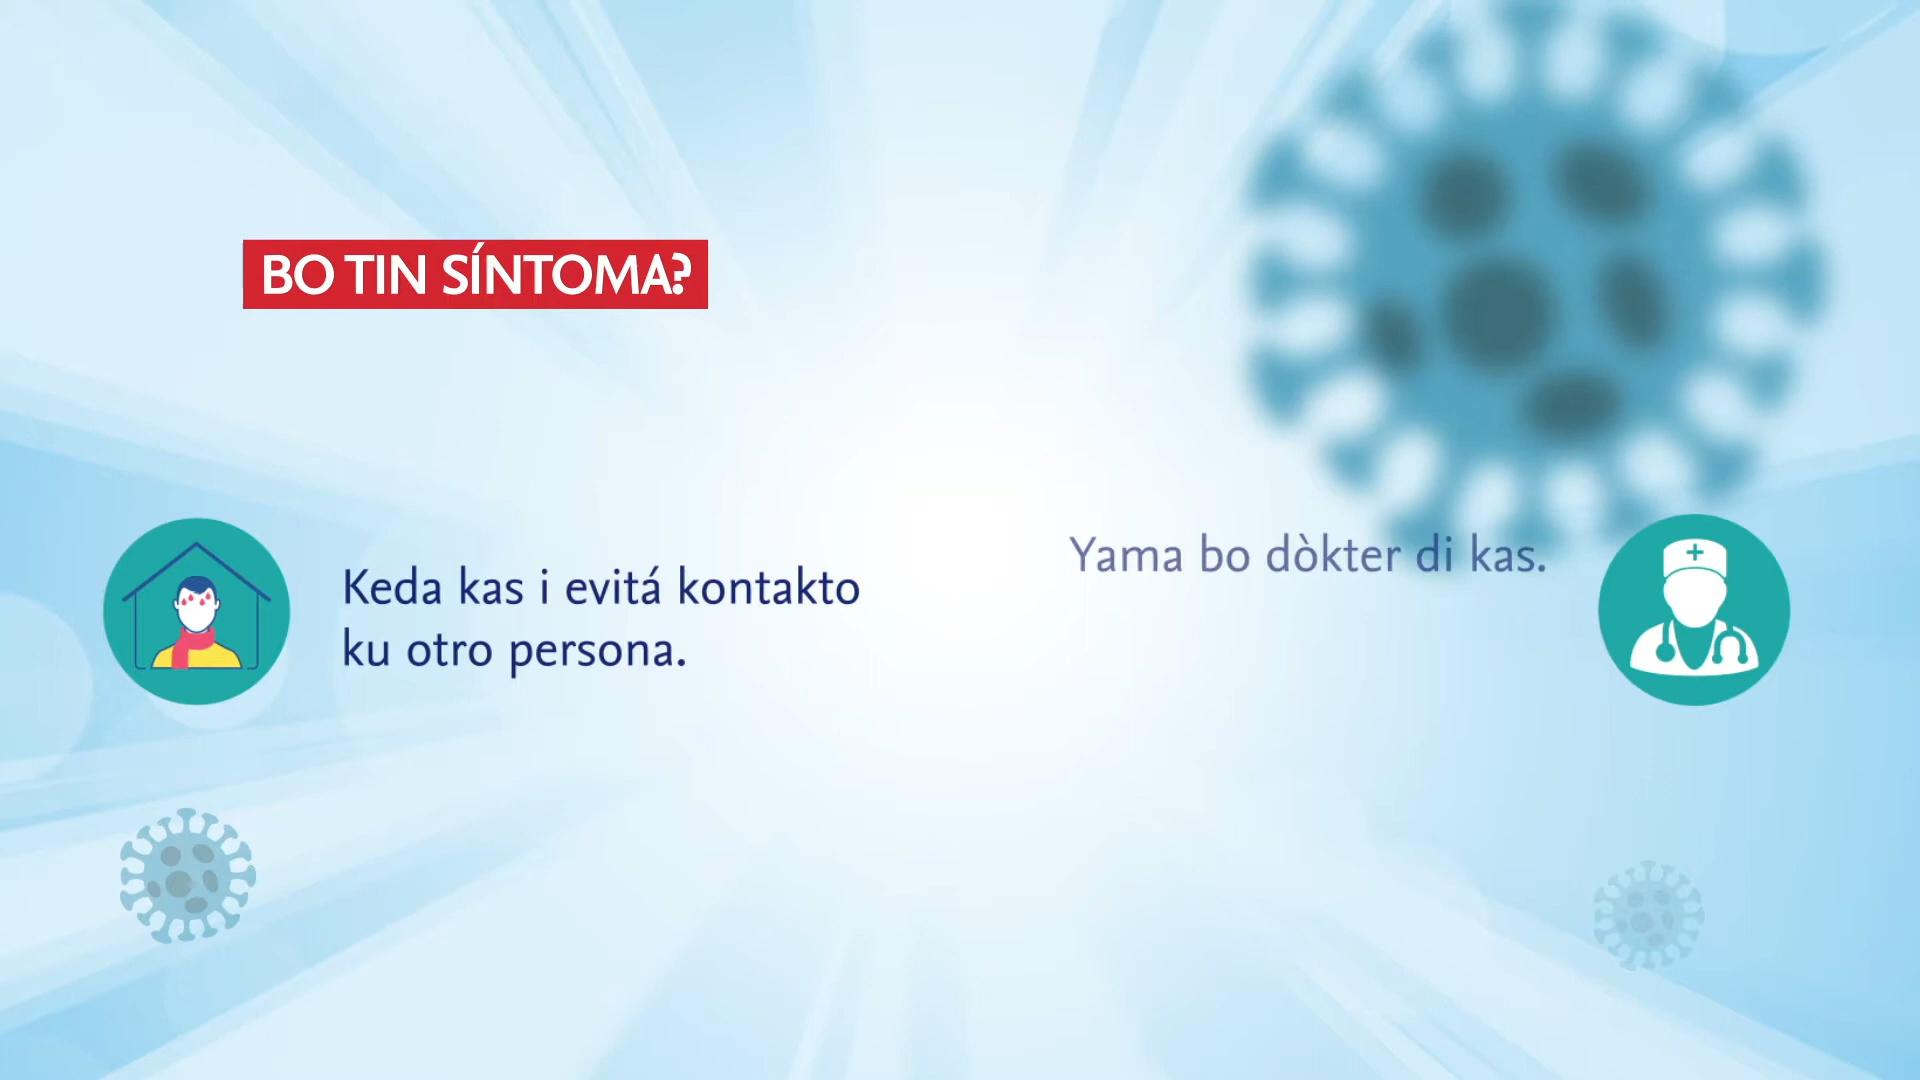 BO TIN SÍNTOMA?
Keda kas i evitá kontakto
ku otro persona.
Yama bo dòkter di kas.